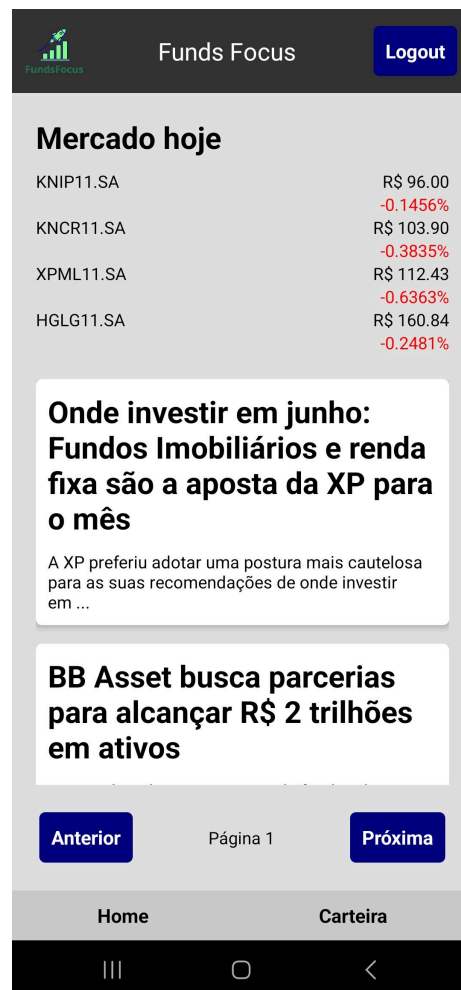 FundsFocus
Funds Focus
Logout
Mercado hoje
KNIP11.SA R$ 96.00
-0.1456%
KNCR11.SA R$ 103.90
-0.3835%
XPML11.SA R$ 112.43
-0.6363%
HGLG11.SA R$ 160.84
-0.2481%
Onde investir em junho:
Fundos Imobiliários e renda
fixa são a aposta da XP para
o mês
A XP preferiu adotar uma postura mais cautelosa
para as suas recomendações de onde investir
em ...
BB Asset busca parcerias
para alcançar R$ 2 trilhões
em ativos
Anterior Página 1 Próxima
Home Carteira